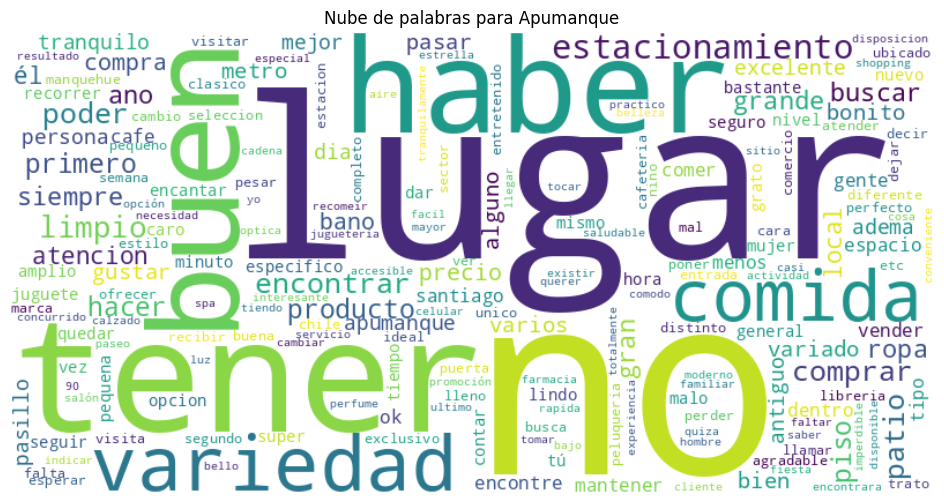 Nube de palabras para Apumanque
resultado
visitar
especial
tranquilo
mejor
pasar
estrella
estacionamiento
disposicion
ubicado
shopping
él
manquehue
compra
clasico
metro
excelente
nuevo
recorrer
ano
haber
bastante
grande
buscar
poder
cambio
seleccion
estacion
aire
tranquilamente
entretenido
practico
belleza
seguro
nivel
bonito
atender
decir
personacafe
pequeno
buen
lugar
completo
sector
cafeteria
comercio
dejar
primero
cadena
dia
sitio
gente
semana
encantar
pesar
yo
dar
llegar
tocar
nino
comer
grato
diferente
siempre
opción
necesidad
recomeir
facil
mayor
alguno
mismo
saludable
mal
perfecto
cosa
limpio
estilo
caro
optica
bano
jugueteria
cara
mujer
local
adema
espacio
conveniente
atencion
minuto
especifico
accesible
ver
existir
querer
poner
menos
casi
actividad
etc
amplio
gustar
encontrar
precio
hora
entrada
comida
juguete
ofrecer
spa
interesante
santiago
comodo
marca
hacer
tiendo
producto
celular
unico
concurrido
calzado
chile
apumanque
varios
distinto
general
vender
quedar
paseo
recibir
buena
servicio
cambiar
ideal
tener
no
totalmente
gran
variado
ropa
vez
90
salón
pequena
luz
tiempo
puerta
promoción
farmacia
lindo
moderno
familiar
malo
antiguo
comprar
pasillo
opcion
perfume
ok
lleno
ultimo
rapida
peluqueria
experiencia
perder
dentro
libreria
tipo
patio
seguir
visita
segundo
super
exclusivo
contar
busca
tú
quiza
hombre
faltar
saber
llamar
piso
imperdible
disponible
indicar
falta
esperar
bello
variedad
tomar
bajo
encontre
mantener
cliente
bien
agradable
fiesta
encontrara
trato